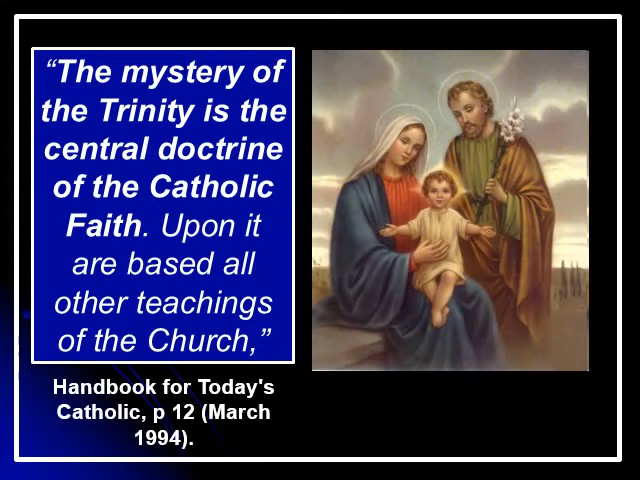 “The mystery of
the Trinity is the
central doctrine
of the Catholic
Faith. Upon it
are based all
other teachings
of the Church,”
Handbook for Today's
Catholic, p 12 (March
1994).